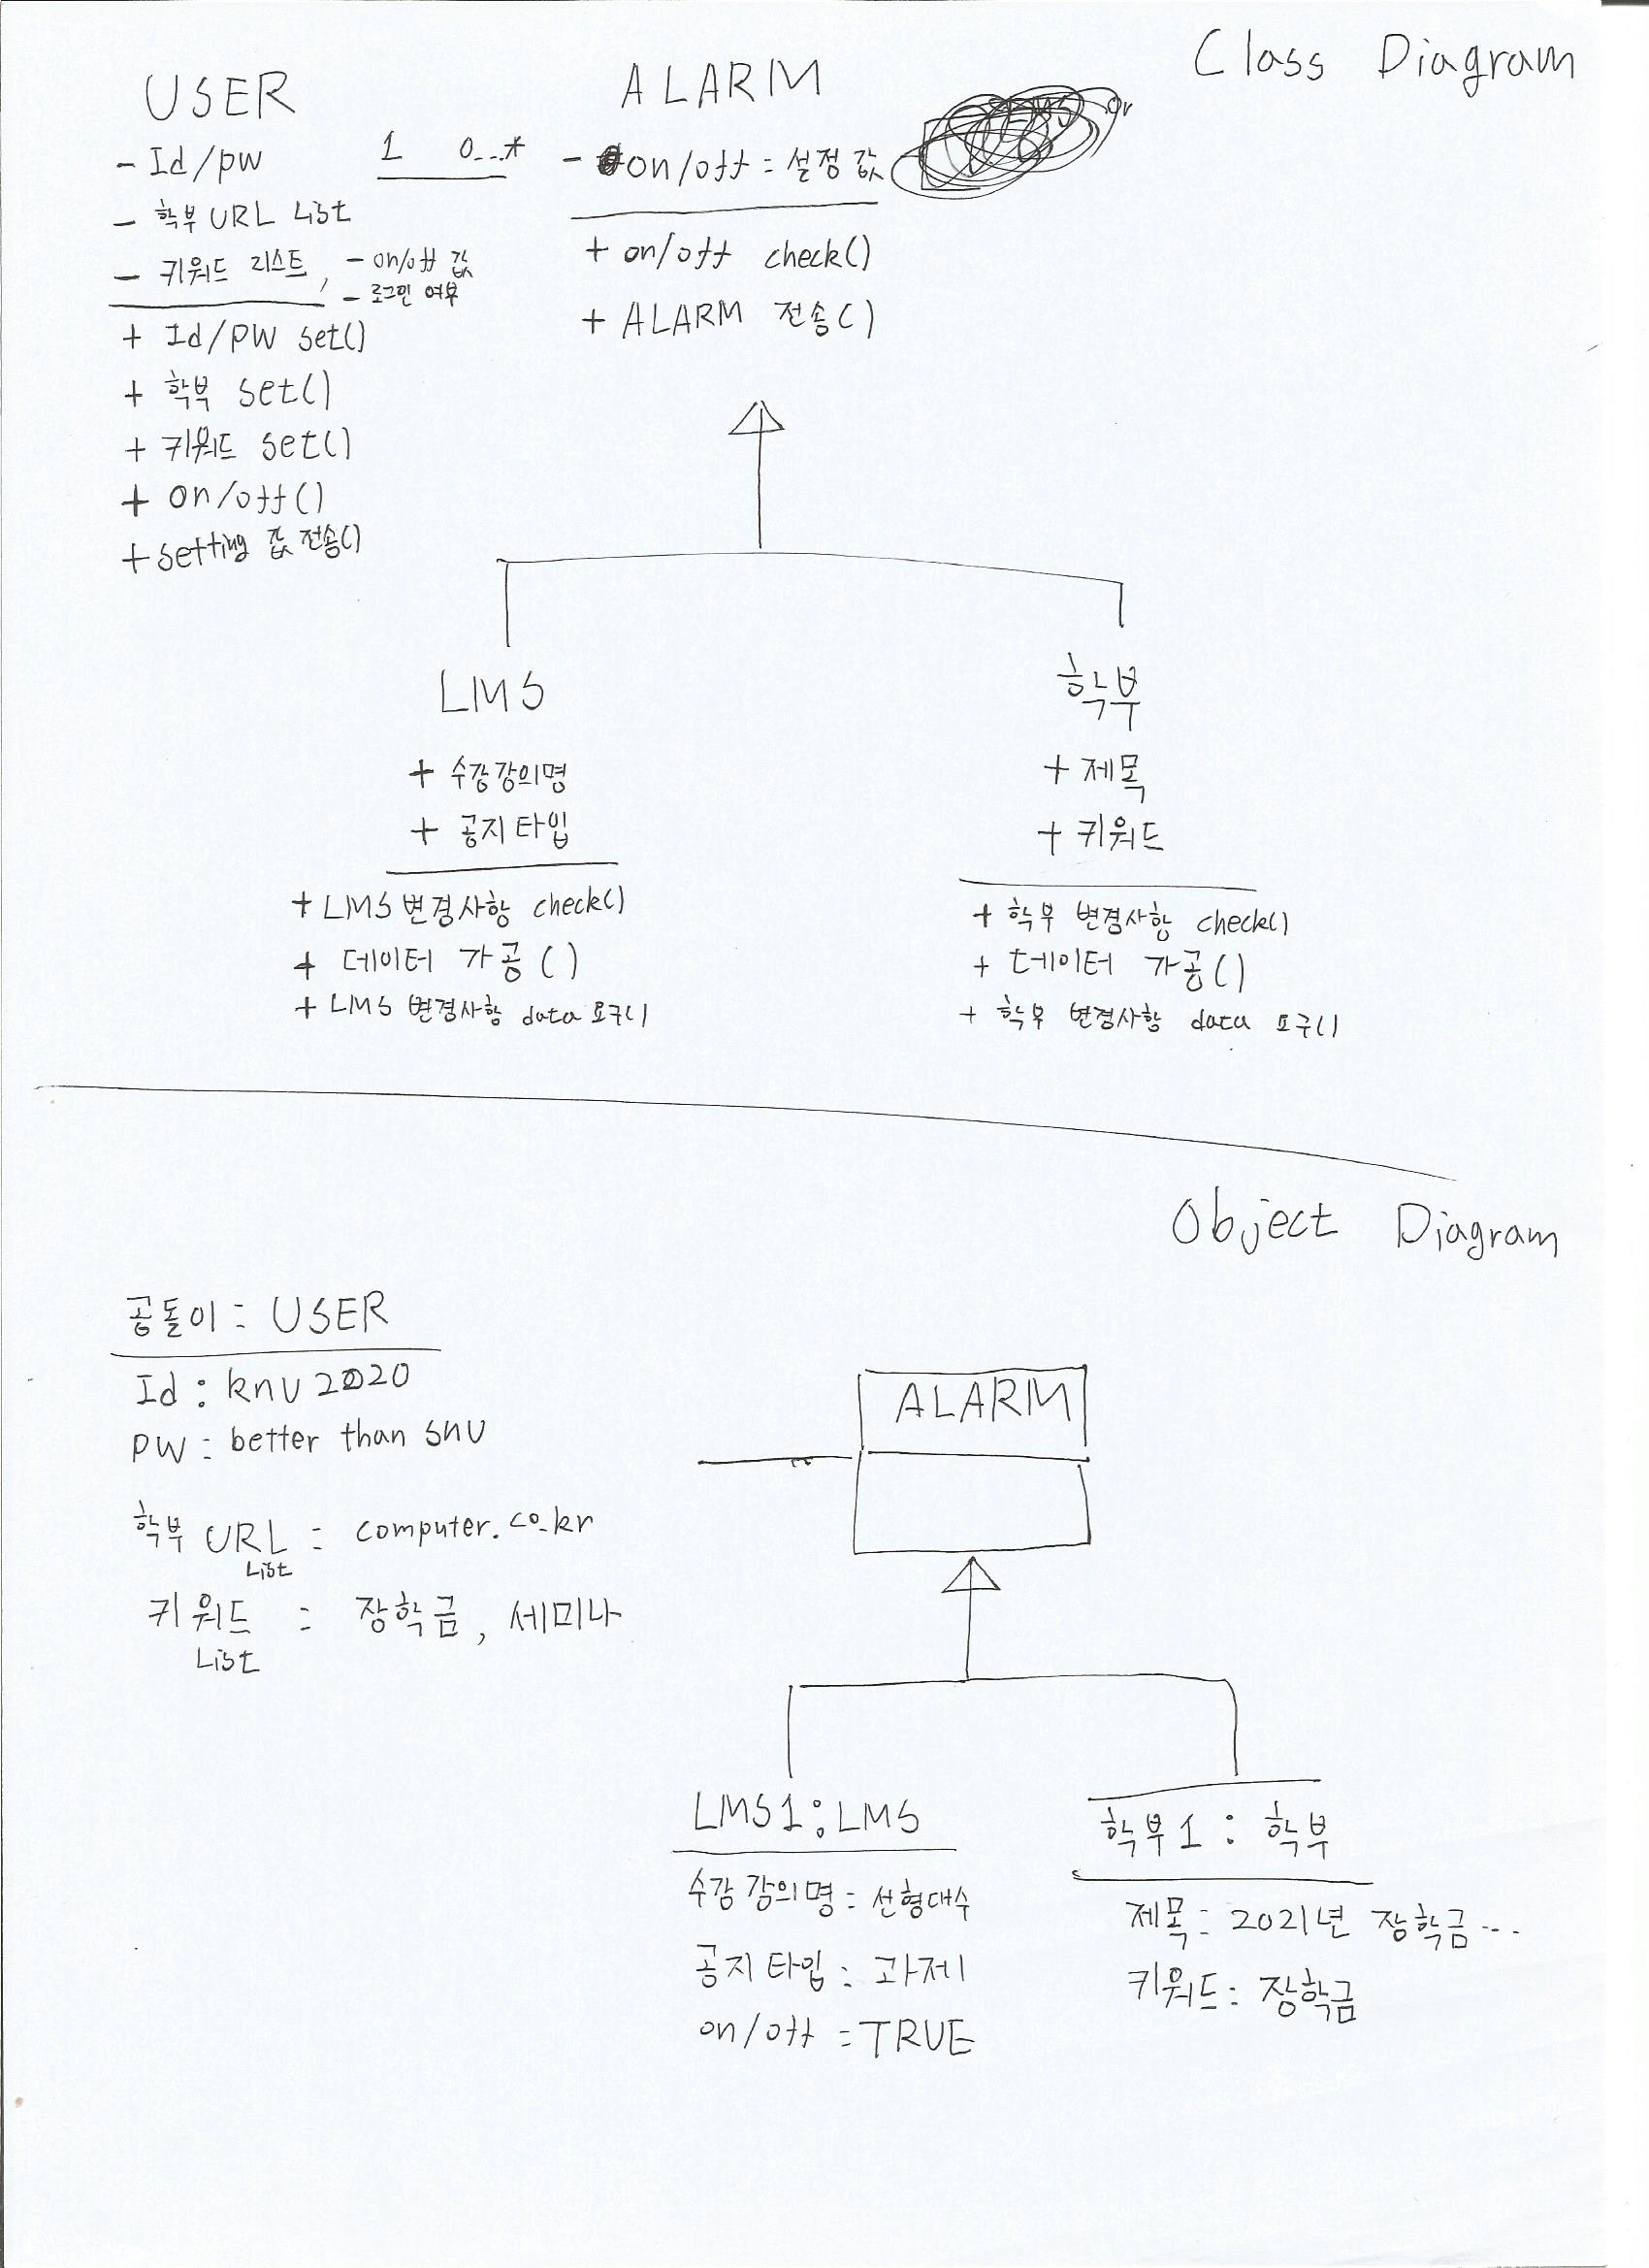 Class Diagram
USER
- Id/pw
- 학부 URL List
- 키워드 리스트, - on/off 값
- 로그인 여부
+ Id/PW set()
+ 학부 set()
+ 키워드 set()
+ on/off()
+ setting 값 전송()
1 0...*
ALARM
- on/off = 설정 값
+ on/off check()
+ ALARM 전송()
LMS
+ 수강강의명
+ 공지타입
+ LMS 변경사항 check()
+ 데이터 가공()
+ LMS 변경사항 data 요구()
학부
+ 제목
+ 키워드
+ 학부 변경사항 check()
+ 데이터 가공()
+ 학부 변경사항 data 요구()
Object Diagram
공돌이 : USER
Id : knu 2020
PW : better than snu
학부 URL List = computer.co.kr
키워드 List : 장학금, 세미나
ALARM
LMS1 : LMS
수강 강의명 = 선형대수
공지타입 : 과제
on/off = TRUE
학부1 : 학부
제목 = 2021년 장학금...
키워드 : 장학금